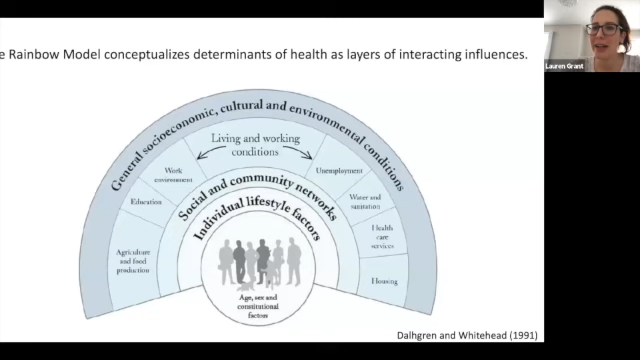 e Rainbow Model conceptualizes determinants of health as layers of interacting influences.
Lauren Grant
General socioeconomic, cultural and environmental conditions
Living and working
conditions
Work
environment
Unemployment
Education
Water and
sanitation
Social and community networks
Individual lifestyle factors
Health
care
services
Agriculture
and food
production
Housing
Age, sex and
constitutional
factors
Dalhgren and Whitehead (1991)